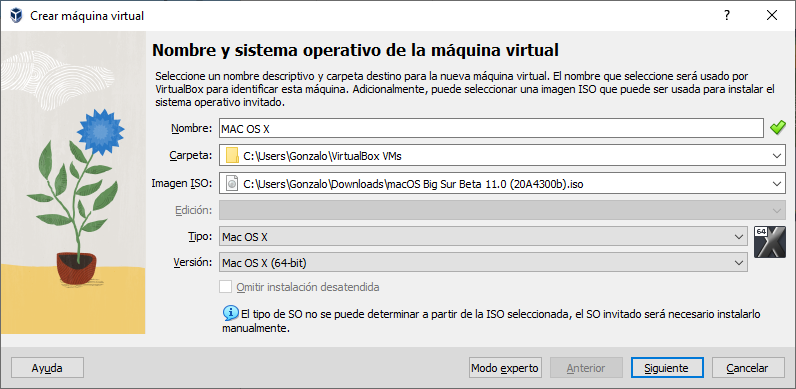 Crear máquina virtual
?
Nombre y sistema operativo de la máquina virtual
Seleccione un nombre descriptivo y carpeta destino para la nueva máquina virtual. El nombre que seleccione será usado por
VirtualBox para identificar esta máquina. Adicionalmente, puede seleccionar una imagen ISO que puede ser usada para instalar el
sistema operativo invitado.
Nombre: MAC OS X
Carpeta: C:\Users\Gonzalo\VirtualBox VMs
Imagen ISO: C:\Users\Gonzalo\Downloads\macOS Big Sur Beta 11.0 (20A4300b).iso
Edición:
Tipo: Mac OS X
64
Versión: Mac OS X (64-bit)
Omitir instalación desatendida
El tipo de SO no se puede determinar a partir de la ISO seleccionada, el SO invitado será necesario instalarlo
manualmente.
Ayuda Modo experto Anterior Siguiente Cancelar